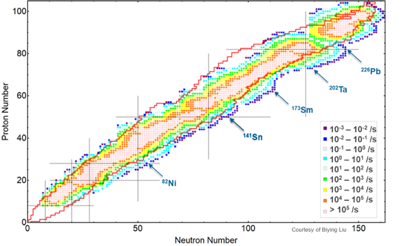 100
80
60
40
20
0
Proton Number
0
50
100
150
Neutron Number
226Pb
202Ta
173Sm
141Sn
82Ni
10-3 – 10-2 /s
10-2 – 10-1 /s
10-1 – 100 /s
100 – 101 /s
101 – 102 /s
102 – 103 /s
103 – 104 /s
104 – 105 /s
> 105 /s
Courtesy of Biying Liu